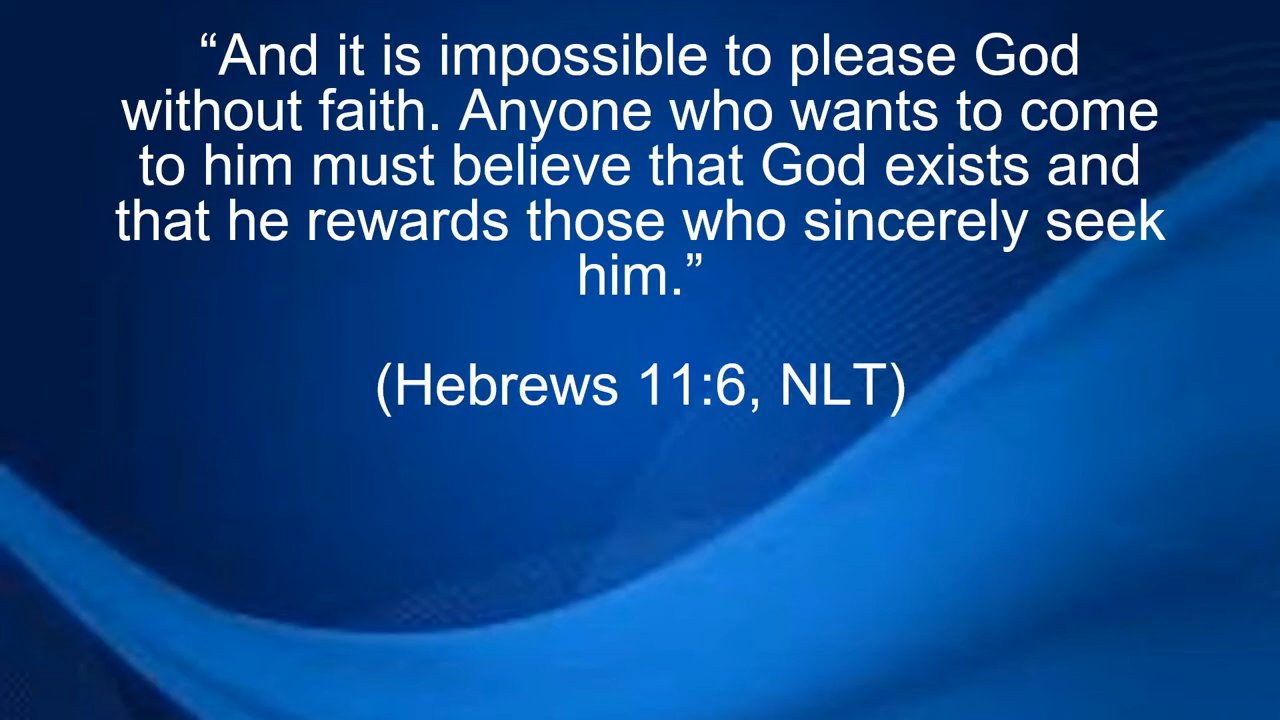 “And it is impossible to please God
without faith. Anyone who wants to come
to him must believe that God exists and
that he rewards those who sincerely seek
him.”
(Hebrews 11:6, NLT)